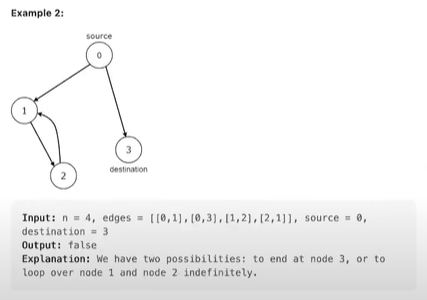 Example 2:
source
0
1
3
destination
2
Input: n = 4, edges = [[0,1],[0,3],[1,2],[2,1]], source = 0,
destination = 3
Output: false
Explanation: We have two possibilities: to end at node 3, or to
loop over node 1 and node 2 indefinitely.